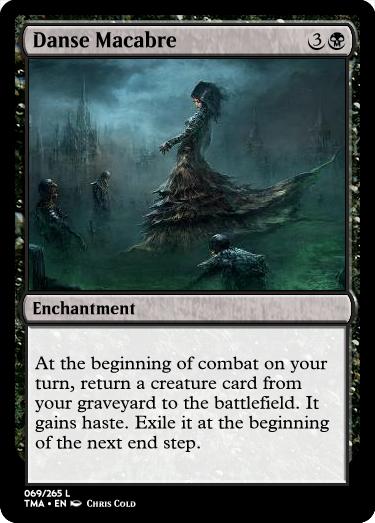 Danse Macabre 3
Enchantment
At the beginning of combat on your
turn, return a creature card from
your graveyard to the battlefield. It
gains haste. Exile it at the beginning
of the next end step.
069/265 L
TMA • EN Chris Cold